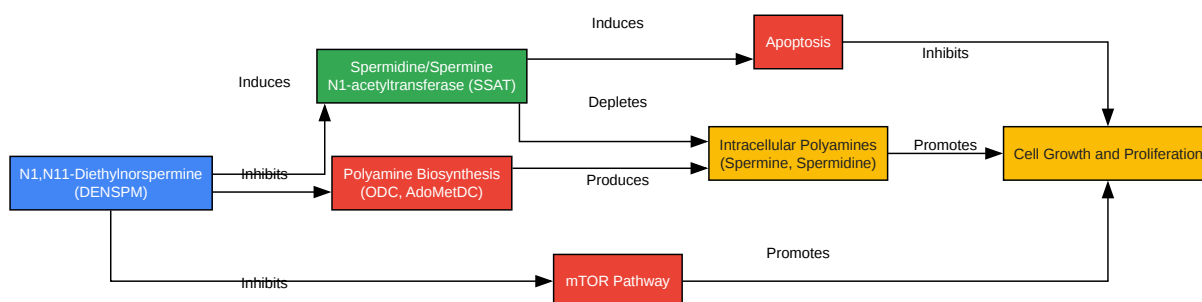 Induces
Apoptosis
Inhibits
Spermidine/Spermine
N1-acetyltransferase (SSAT)
Induces
Depletes
Intracellular Polyamines
(Spermine, Spermidine)
Promotes
Cell Growth and Proliferation
N1,N11-Diethylnorspermine
(DENSPM)
Inhibits
Polyamine Biosynthesis
(ODC, AdoMetDC)
Produces
Promotes
Inhibits
mTOR Pathway